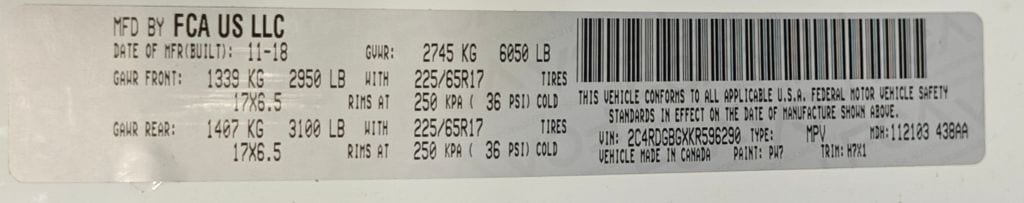 MFD BY FCA US LLC
DATE OF MFR(BUILT): 11-18 GVWR: 2745 KG 6050 LB
GAWR FRONT: 1339 KG 2950 LB WITH 225/65R17 TIRES
17X6.5 RIMS AT 250 KPA ( 36 PSI) COLD
GAWR REAR: 1407 KG 3100 LB WITH 225/65R17 TIRES
17X6.5 RIMS AT 250 KPA ( 36 PSI) COLD
THIS VEHICLE CONFORMS TO ALL APPLICABLE U.S.A. FEDERAL MOTOR VEHICLE SAFETY
STANDARDS IN EFFECT ON THE DATE OF MANUFACTURE SHOWN ABOVE.
VIN: 2C4RDGBGXKR596290 TYPE: MPV MDH: 112103 438AA
VEHICLE MADE IN CANADA PAINT: PW7 TRIM: H7X1